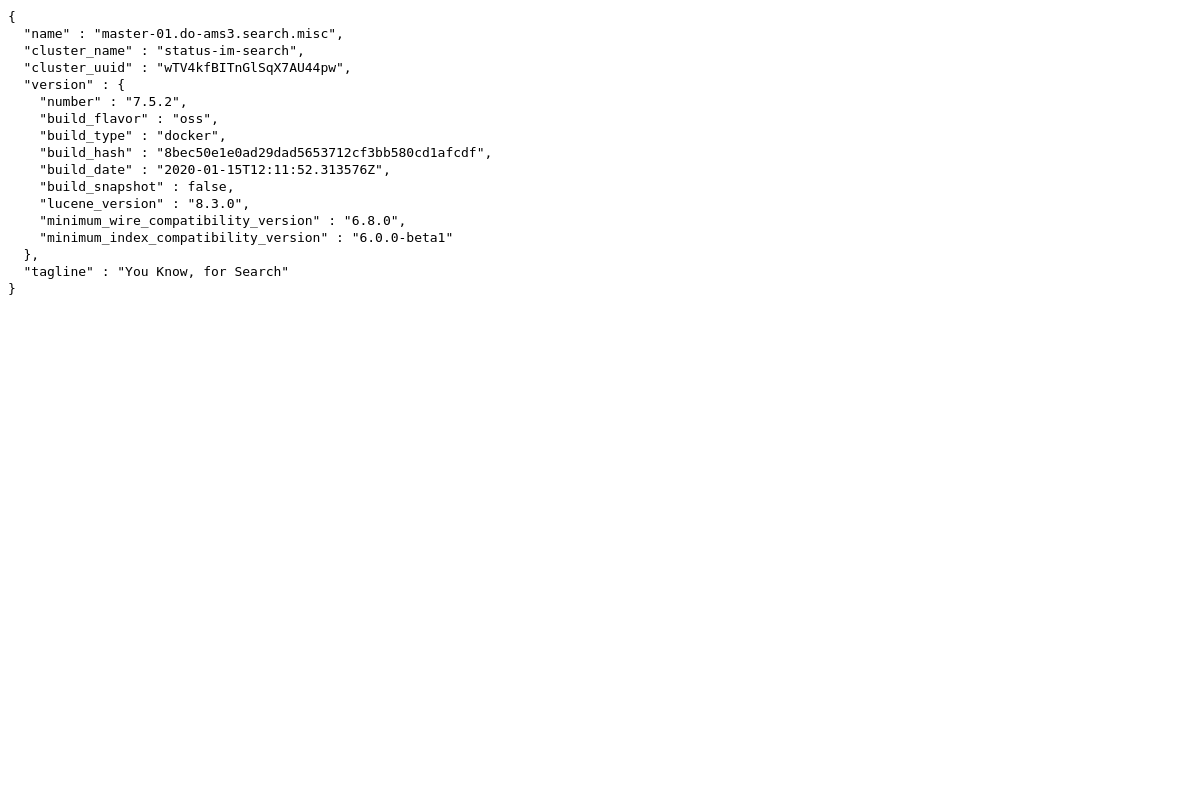 {
  "name" : "master-01.do-ams3.search.misc",
  "cluster_name" : "status-im-search",
  "cluster_uuid" : "wTV4kfBITnGlSqX7AU44pw",
  "version" : {
    "number" : "7.5.2",
    "build_flavor" : "oss",
    "build_type" : "docker",
    "build_hash" : "8bec50e1e0ad29dad5653712cf3bb580cd1afcdf",
    "build_date" : "2020-01-15T12:11:52.313576Z",
    "build_snapshot" : false,
    "lucene_version" : "8.3.0",
    "minimum_wire_compatibility_version" : "6.8.0",
    "minimum_index_compatibility_version" : "6.0.0-beta1"
  },
  "tagline" : "You Know, for Search"
}